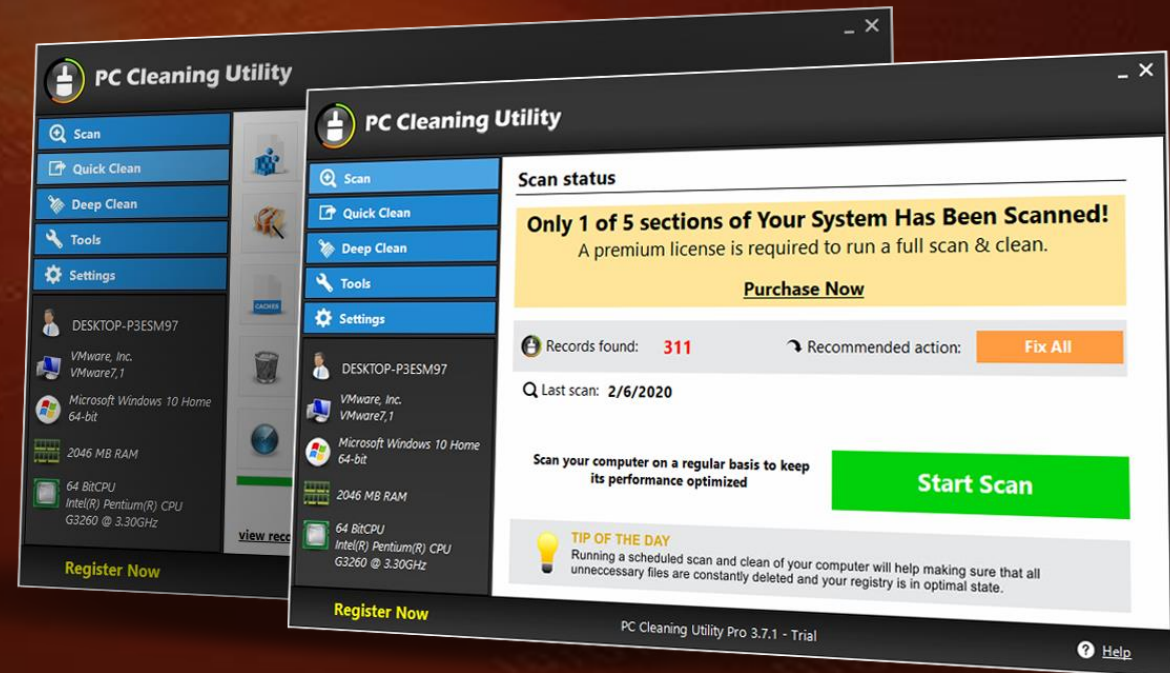 PC Cleaning Utility
Scan
Quick Clean
Deep Clean
Tools
Settings
DESKTOP-P3ESM97
VMware, Inc.
VMware7,1
Microsoft Windows 10 Home
64-bit
2046 MB RAM
64 BitCPU
Intel(R) Pentium(R) CPU
G3260 @ 3.30GHz
Register Now
CACHES
view reco
PC Cleaning Utility
Scan
Quick Clean
Deep Clean
Tools
Settings
DESKTOP-P3ESM97
VMware, Inc.
VMware7,1
Microsoft Windows 10 Home
64-bit
2046 MB RAM
64 BitCPU
Intel(R) Pentium(R) CPU
G3260 @ 3.30GHz
Register Now
Scan status
Only 1 of 5 sections of Your System Has Been Scanned!
A premium license is required to run a full scan & clean.
Purchase Now
Records found: 311 Recommended action: Fix All
Last scan: 2/6/2020
Scan your computer on a regular basis to keep
its performance optimized
Start Scan
TIP OF THE DAY
Running a scheduled scan and clean of your computer will help making sure that all
unneccessary files are constantly deleted and your registry is in optimal state.
PC Cleaning Utility Pro 3.7.1 - Trial
? Help